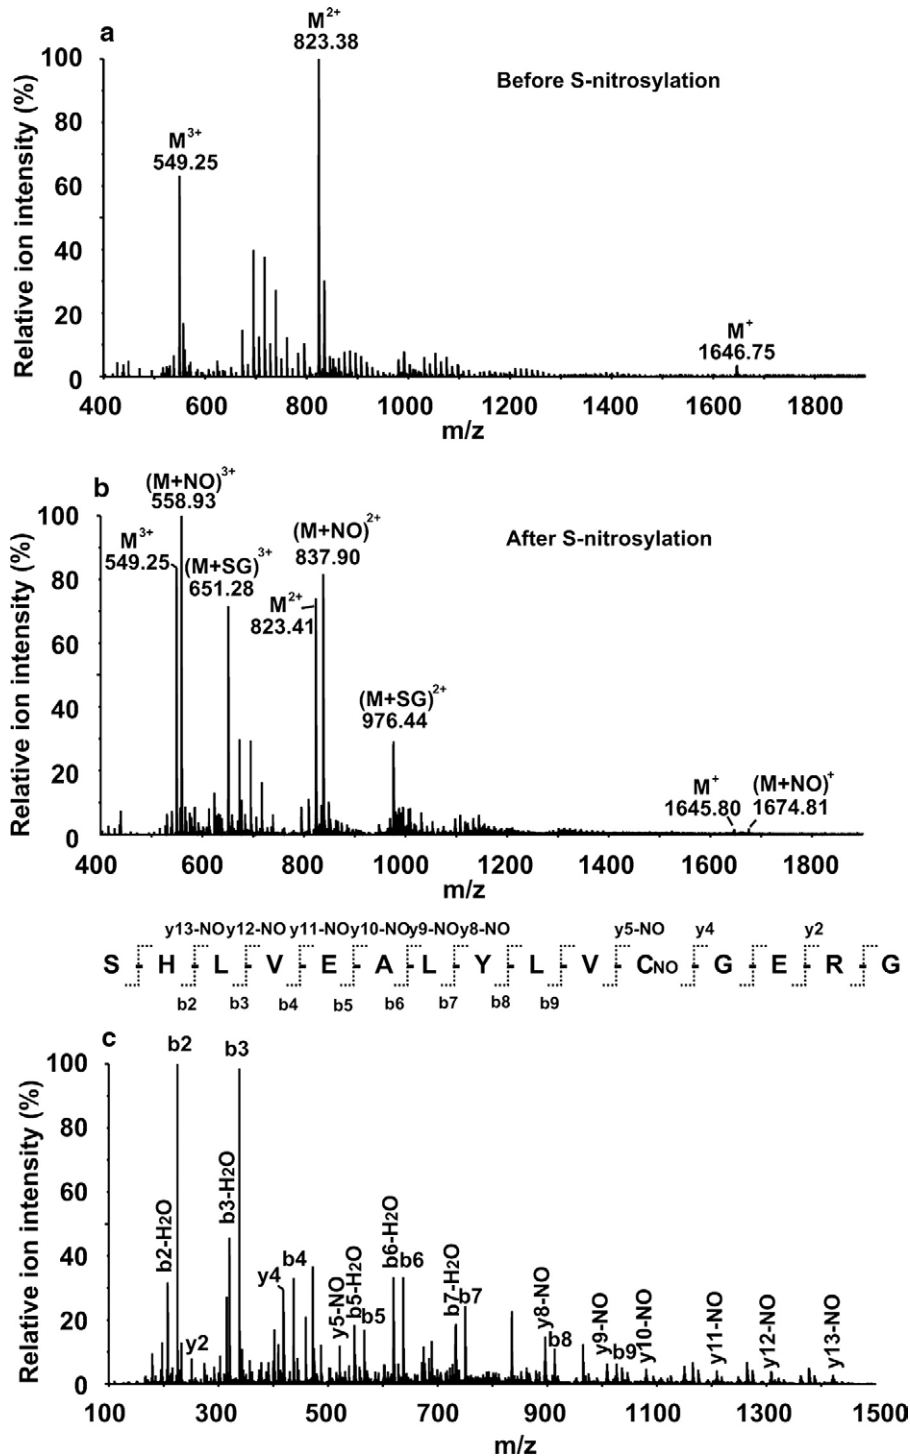 a
M2+
823.38
Before S-nitrosylation
M3+
549.25
M+
1646.75
Relative ion intensity (%)
100
80
60
40
20
0
400 600 800 1000 1200 1400 1600 1800
m/z
b
(M+NO)3+
558.93
After S-nitrosylation
M3+
549.25
(M+SG)3+
651.28
(M+NO)2+
837.90
M2+
823.41
(M+SG)2+
976.44
M+
1645.80
(M+NO)+
1674.81
Relative ion intensity (%)
100
80
60
40
20
0
400 600 800 1000 1200 1400 1600 1800
m/z
y13-NO y12-NO y11-NO y10-NO y9-NO y8-NO y5-NO y4 y2
S-H-L-V-E-A-L-Y-L-V-CNO-G-E-R-G
b2 b3 b4 b5 b6 b7 b8 b9
c
b2
b3
b2-H2O
b3-H2O
y2
y4
b4
y5-NO
b5-H2O
b5
b6-H2O
b6
b7-H2O
b7
y8-NO
b8
y9-NO
b9
y10-NO
y11-NO
y12-NO
y13-NO
Relative ion intensity (%)
100
80
60
40
20
0
100 300 500 700 900 1100 1300 1500
m/z